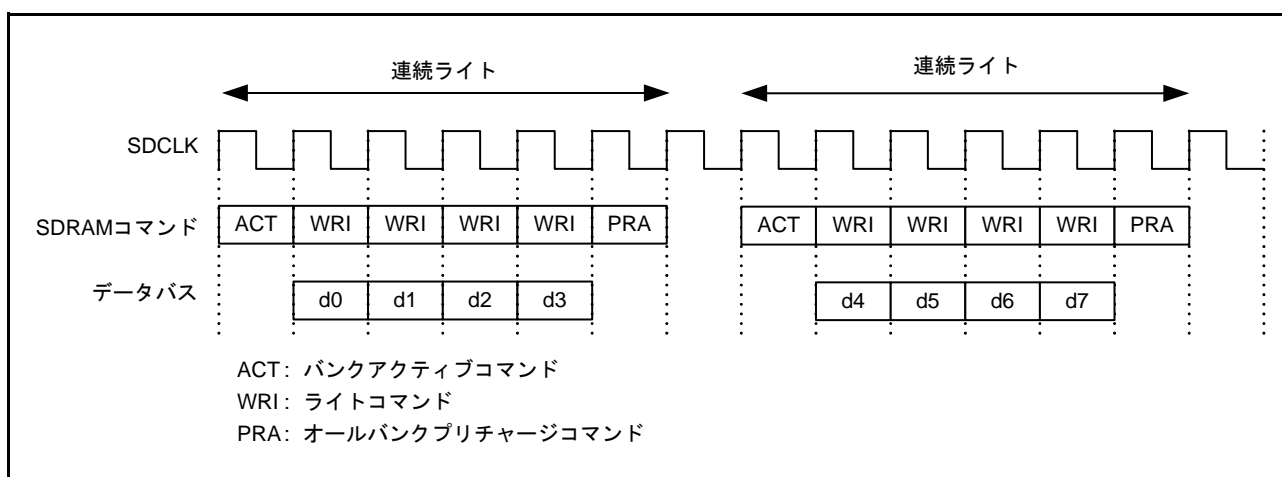 連続ライト 連続ライト
SDCLK
SDRAMコマンド ACT WRI WRI WRI WRI PRA ACT WRI WRI WRI WRI PRA
データバス d0 d1 d2 d3 d4 d5 d6 d7
ACT: バンクアクティブコマンド
WRI: ライトコマンド
PRA: オールバンクプリチャージコマンド